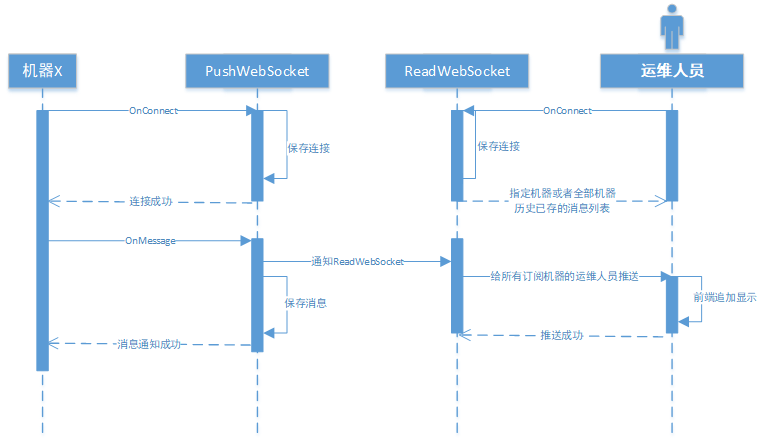 机器X
PushWebSocket
ReadWebSocket
运维人员
OnConnect
OnConnect
保存连接
保存连接
连接成功
指定机器或者全部机器
历史已存的消息列表
OnMessage
通知ReadWebSocket
给所有订阅机器的运维人员推送
保存消息
前端追加显示
消息通知成功
推送成功